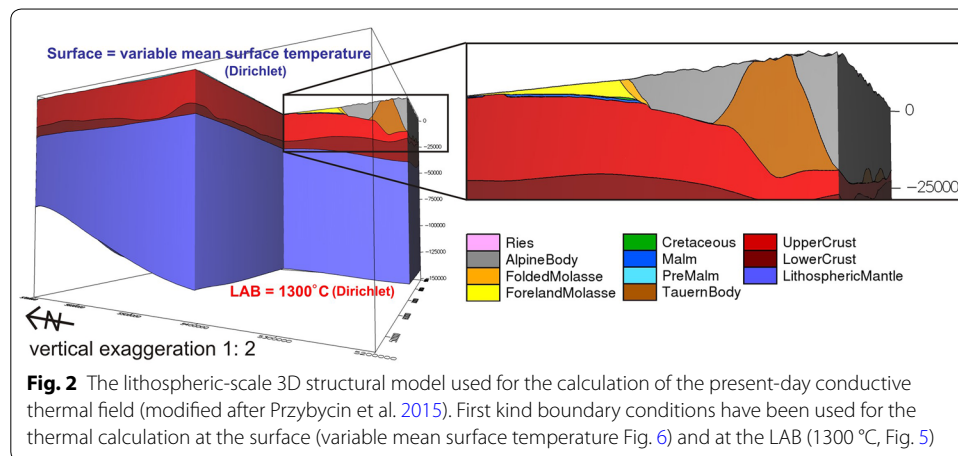 Surface = variable mean surface temperature
(Dirichlet)
0
-25000
-50000
-75000
-100000
-125000
-150000
LAB = 1300°C (Dirichlet)
N
5300000
5200000
vertical exaggeration 1: 2
0
-25000
Ries
AlpineBody
FoldedMolasse
ForelandMolasse
Cretaceous
Malm
PreMalm
TauernBody
UpperCrust
LowerCrust
LithosphericMantle
Fig. 2 The lithospheric-scale 3D structural model used for the calculation of the present-day conductive
thermal field (modified after Przybycin et al. 2015). First kind boundary conditions have been used for the
thermal calculation at the surface (variable mean surface temperature Fig. 6) and at the LAB (1300 °C, Fig. 5)